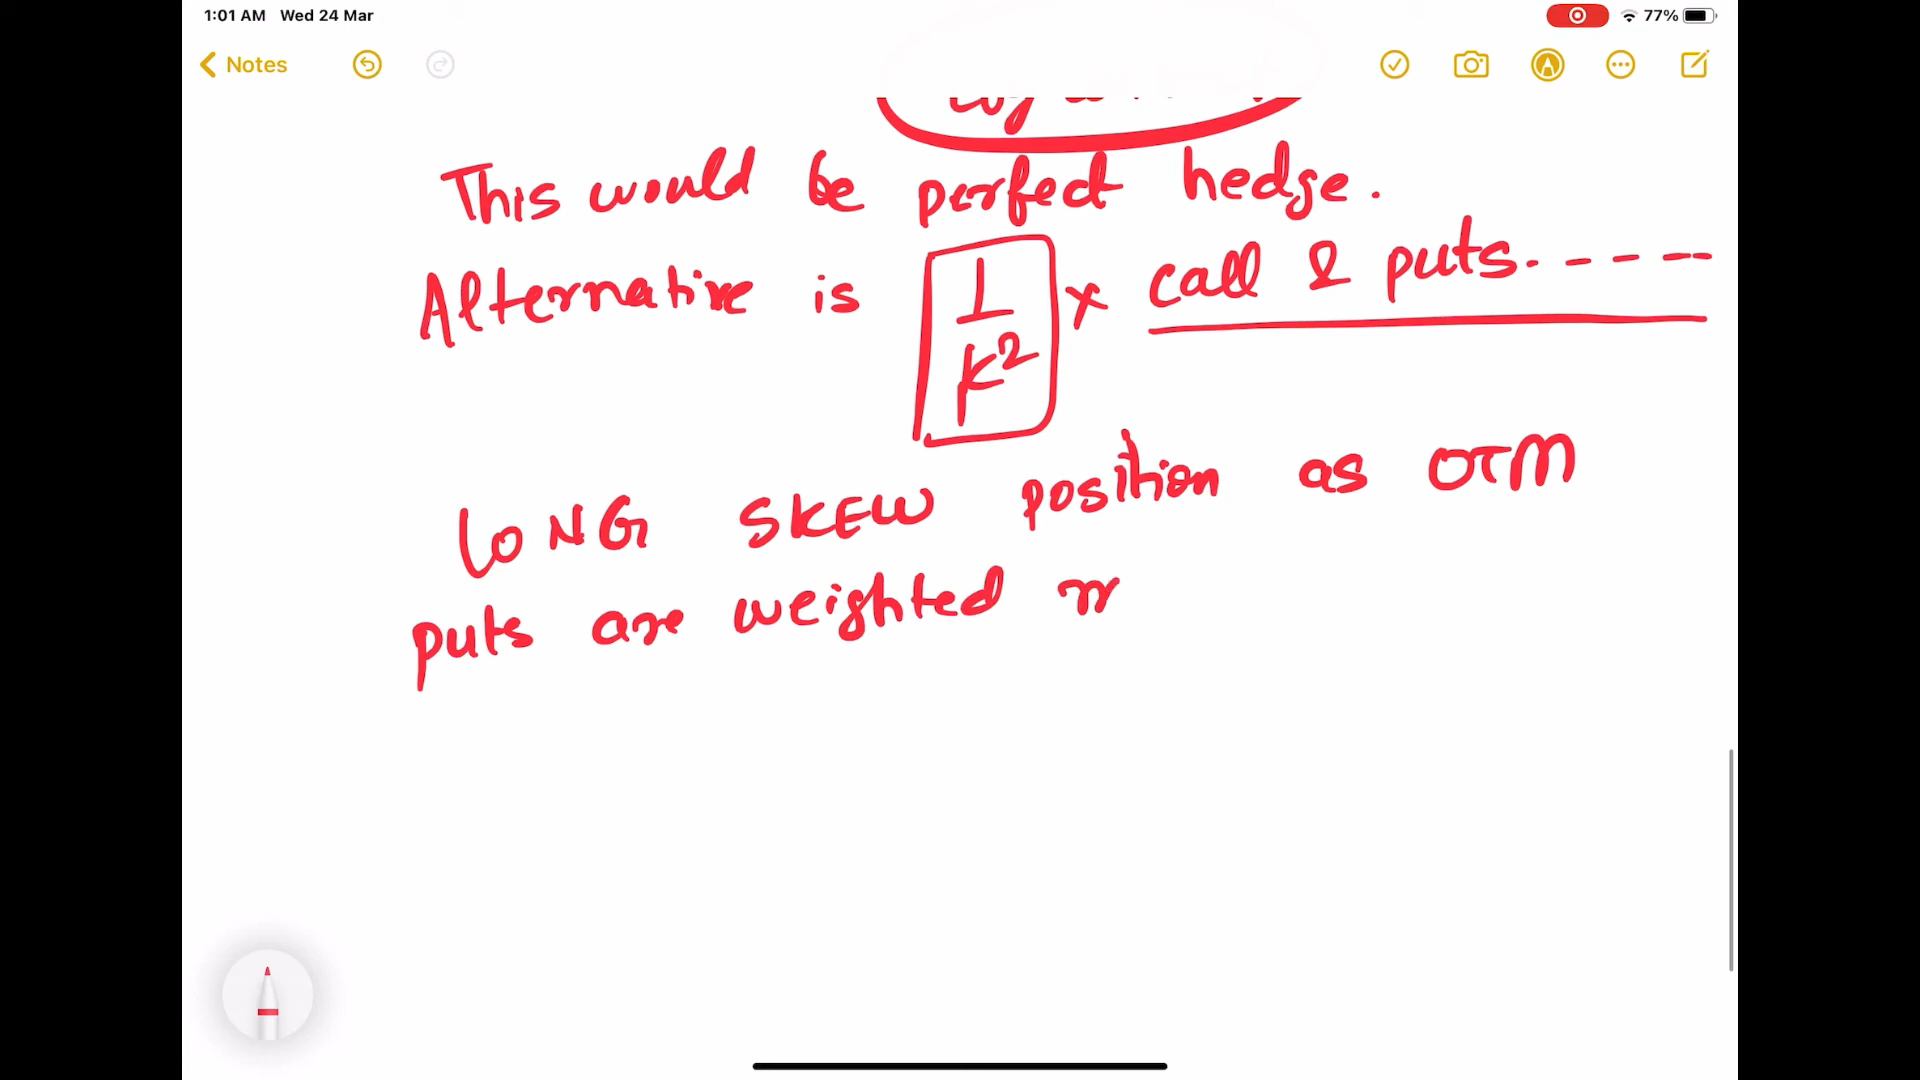 1:01 AM Wed 24 Mar 77%
Notes
This would be perfect hedge.
Alternative is 1/k² x call & puts.-----
LONG SKEW position as OTM
puts are weighted